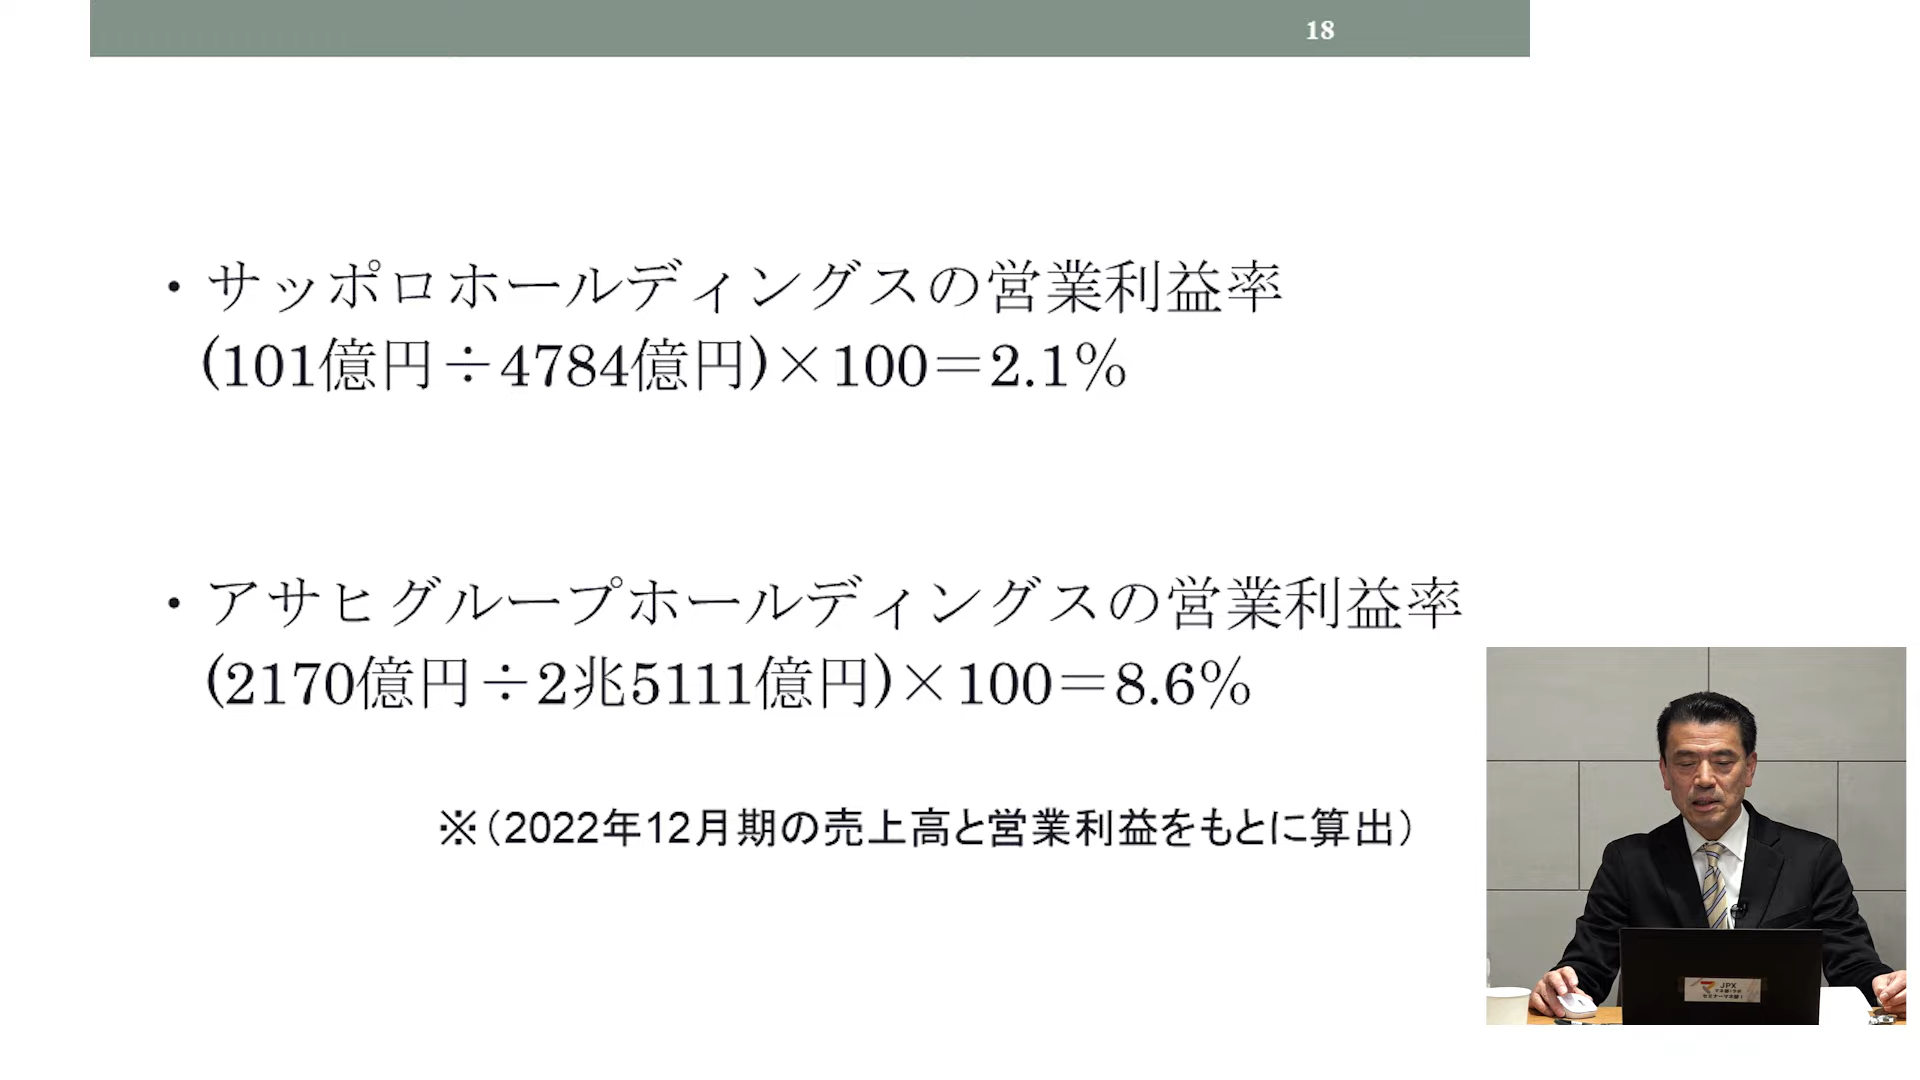 18
・サッポロホールディングスの営業利益率
(101億円÷4784億円)×100＝2.1%
・アサヒグループホールディングスの営業利益率
(2170億円÷2兆5111億円)×100＝8.6%
※（2022年12月期の売上高と営業利益をもとに算出）
JPX